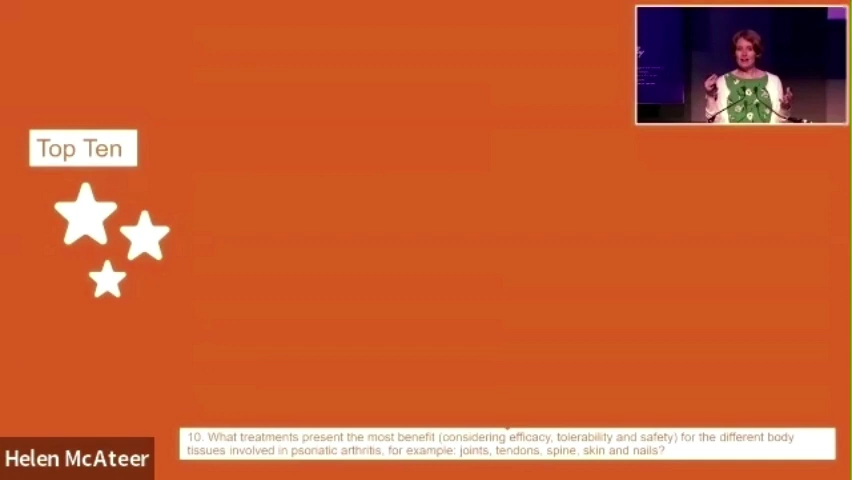 Top Ten
10. What treatments present the most benefit (considering efficacy, tolerability and safety) for the different body
tissues involved in psoriatic arthritis, for example: joints, tendons, spine, skin and nails?
Helen McAteer